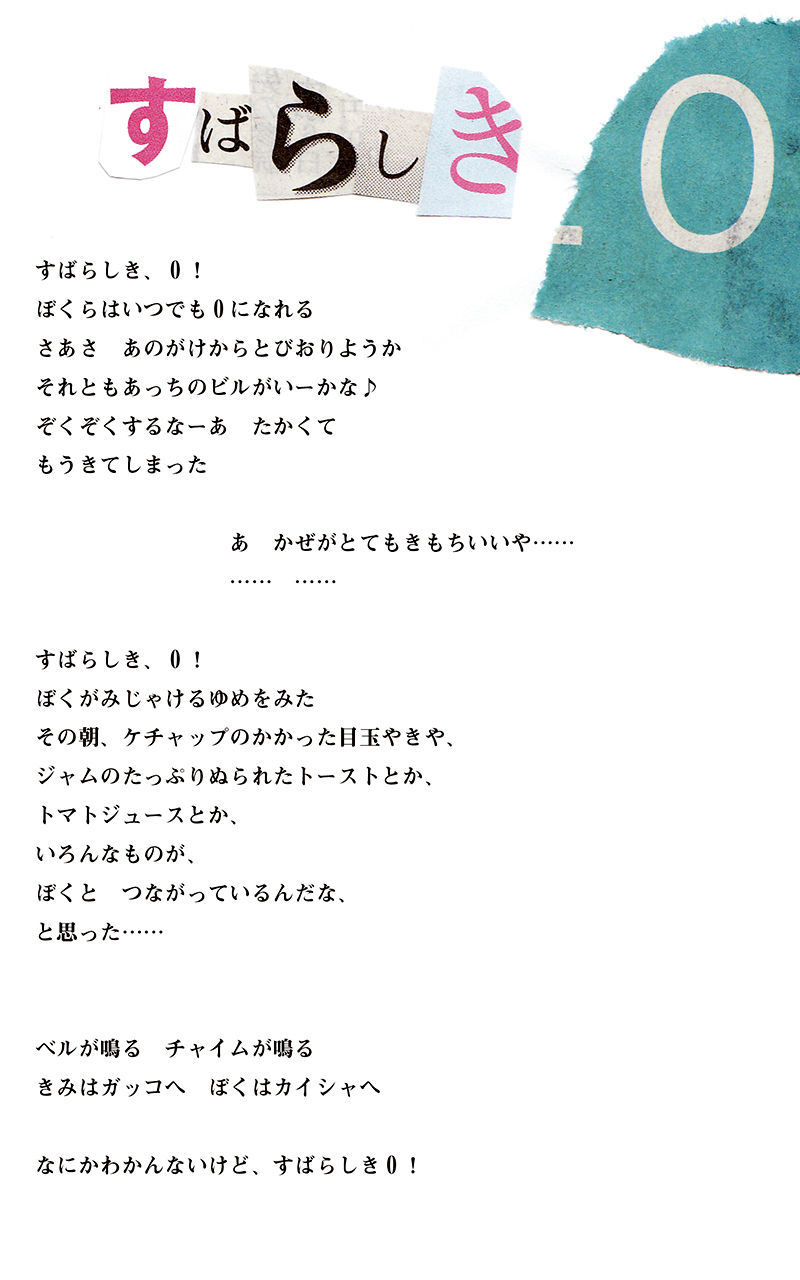 すばらしき 0
すばらしき、0！
ぼくらはいつでも0になれる
さあさ　あのがけからとびおりようか
それともあっちのビルがいーかな♪
ぞくぞくするなーあ　たかくて
もうきてしまった
あ　かぜがとてもきもちいいや……
……　……
すばらしき、0！
ぼくがみじゃけるゆめをみた
その朝、ケチャップのかかった目玉やきや、
ジャムのたっぷりぬられたトーストとか、
トマトジュースとか、
いろんなものが、
ぼくと　つながっているんだな、
と思った……
ベルが鳴る　チャイムが鳴る
きみはガッコへ　ぼくはカイシャへ
なにかわかんないけど、すばらしき0！